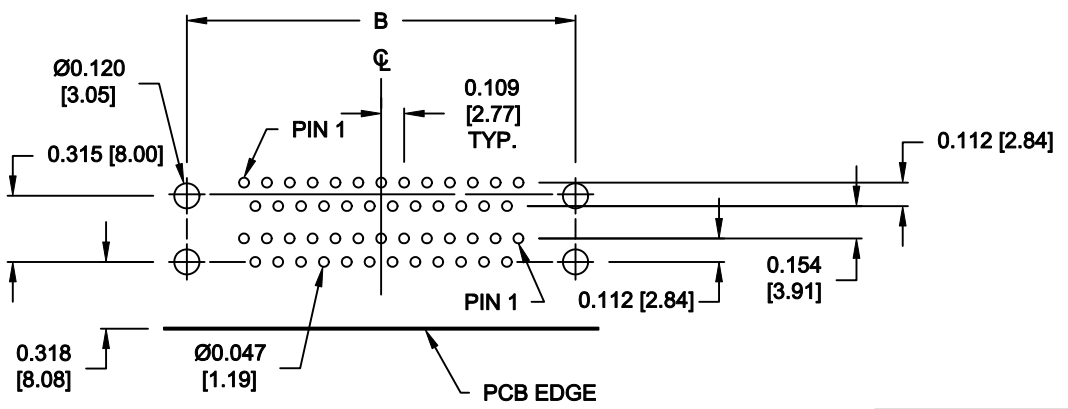 B
℄
Ø0.120
[3.05]
0.109
[2.77]
TYP.
PIN 1
0.112 [2.84]
0.315 [8.00]
PIN 1
0.112 [2.84]
0.154
[3.91]
0.318
[8.08]
Ø0.047
[1.19]
PCB EDGE